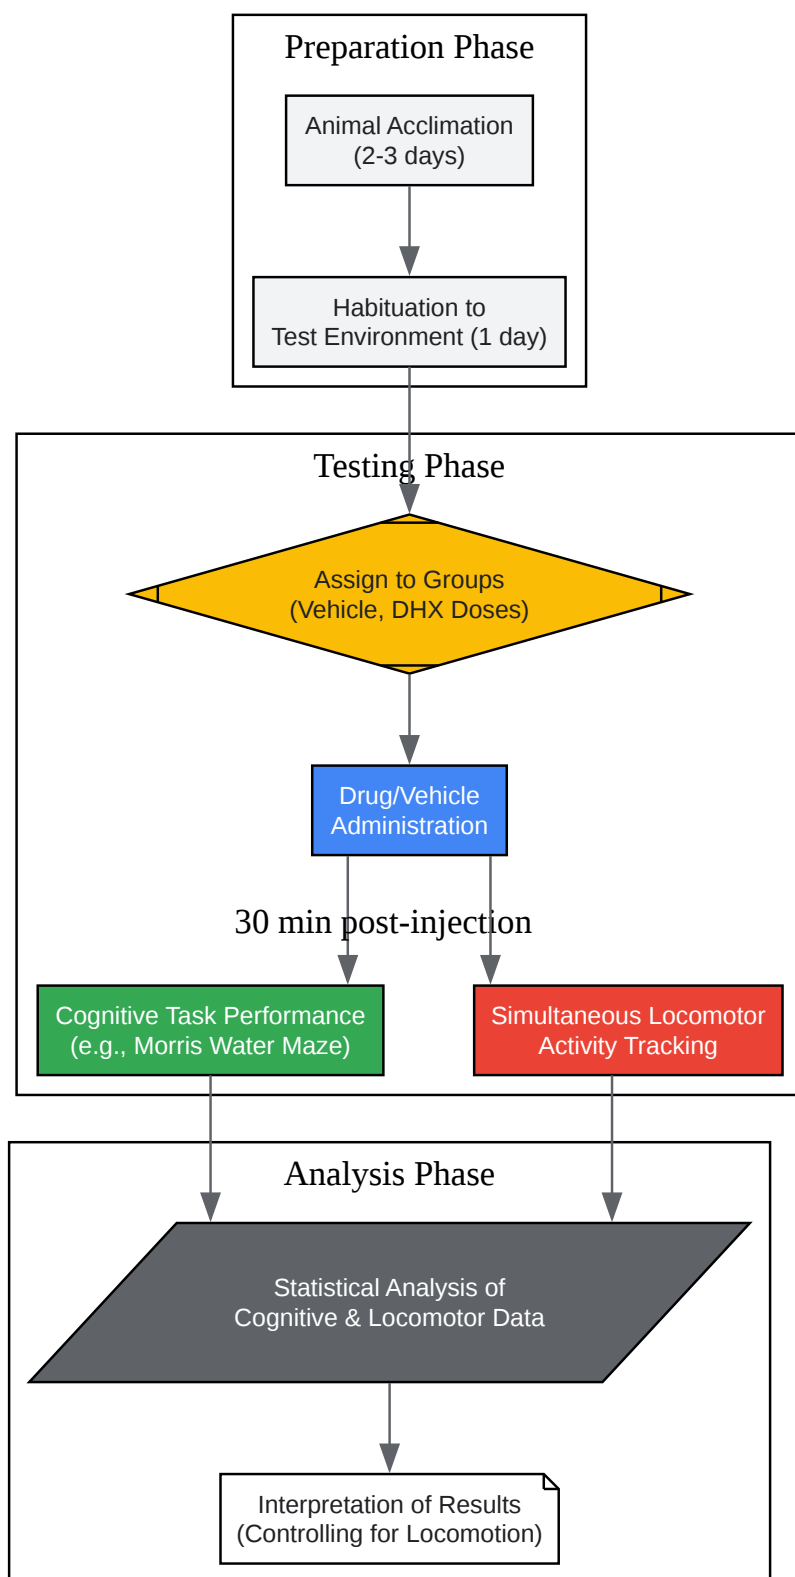 Preparation Phase
Animal Acclimation
(2-3 days)
Habituation to
Test Environment (1 day)
Testing Phase
Assign to Groups
(Vehicle, DHX Doses)
Drug/Vehicle
Administration
30 min post-injection
Cognitive Task Performance
(e.g., Morris Water Maze)
Simultaneous Locomotor
Activity Tracking
Analysis Phase
Statistical Analysis of
Cognitive & Locomotor Data
Interpretation of Results
(Controlling for Locomotion)